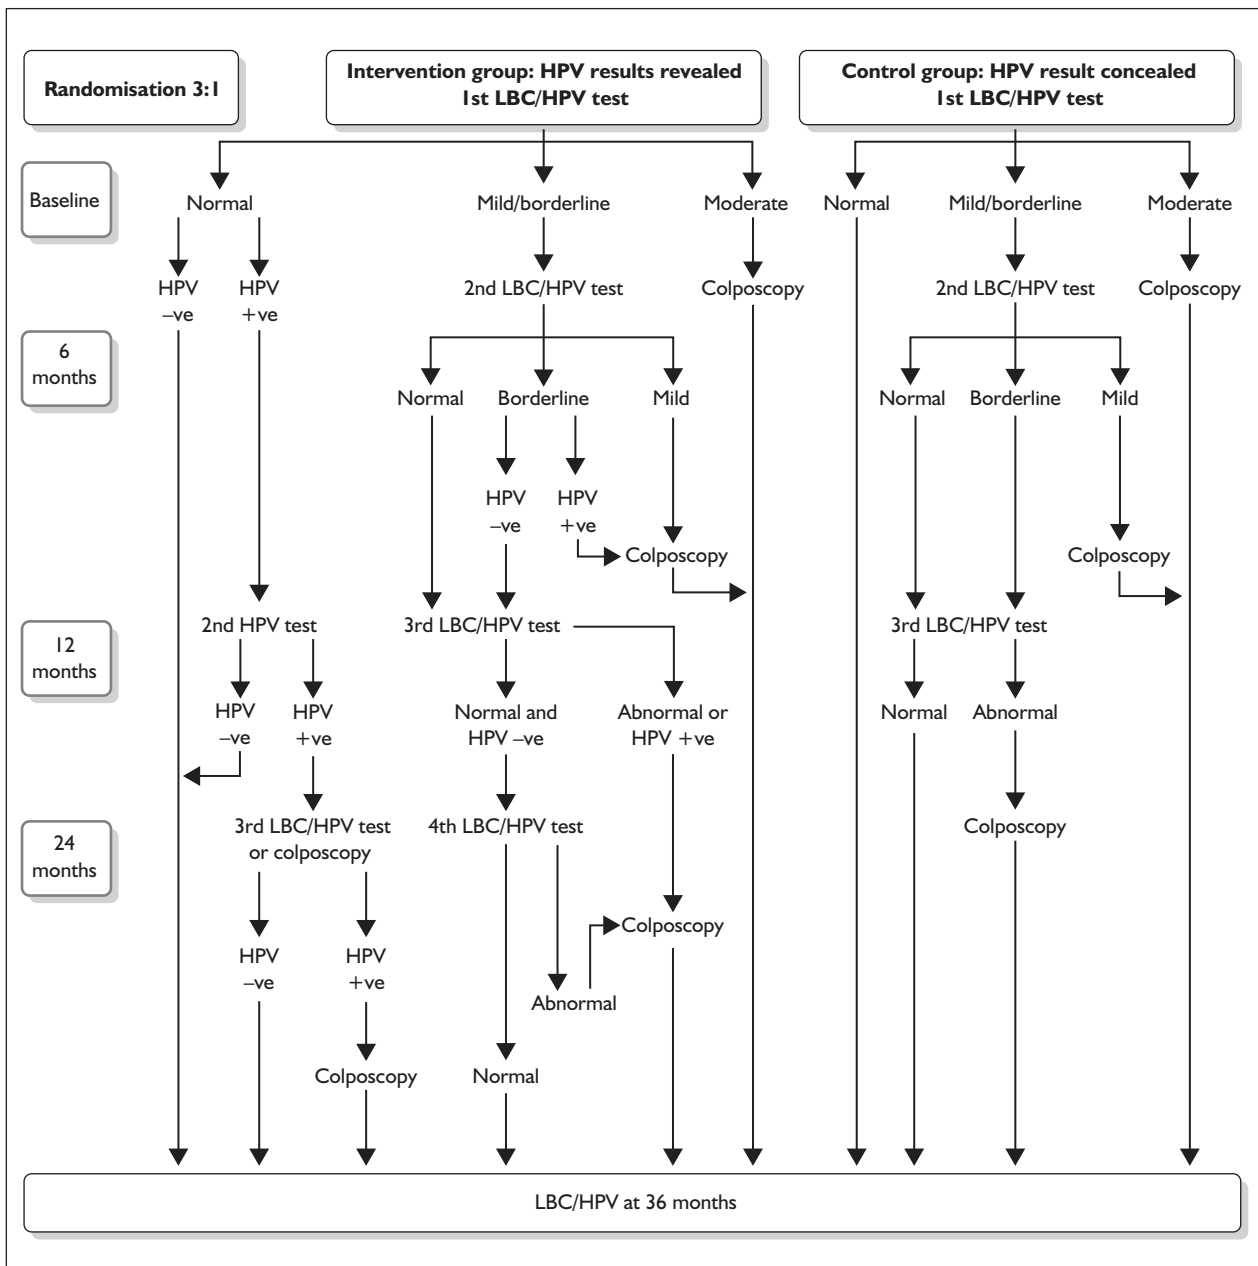 Randomisation 3:1
Intervention group: HPV results revealed
1st LBC/HPV test
Control group: HPV result concealed
1st LBC/HPV test
Baseline
Normal
Mild/borderline
Moderate
Normal
Mild/borderline
Moderate
HPV
–ve
HPV
+ve
2nd LBC/HPV test
Colposcopy
2nd LBC/HPV test
Colposcopy
6
months
Normal
Borderline
Mild
Normal
Borderline
Mild
HPV
–ve
HPV
+ve
Colposcopy
Colposcopy
12
months
2nd HPV test
3rd LBC/HPV test
3rd LBC/HPV test
HPV
–ve
HPV
+ve
Normal and
HPV –ve
Abnormal or
HPV +ve
Normal
Abnormal
24
months
3rd LBC/HPV test
or colposcopy
4th LBC/HPV test
Colposcopy
Colposcopy
HPV
–ve
HPV
+ve
Abnormal
Colposcopy
Normal
LBC/HPV at 36 months